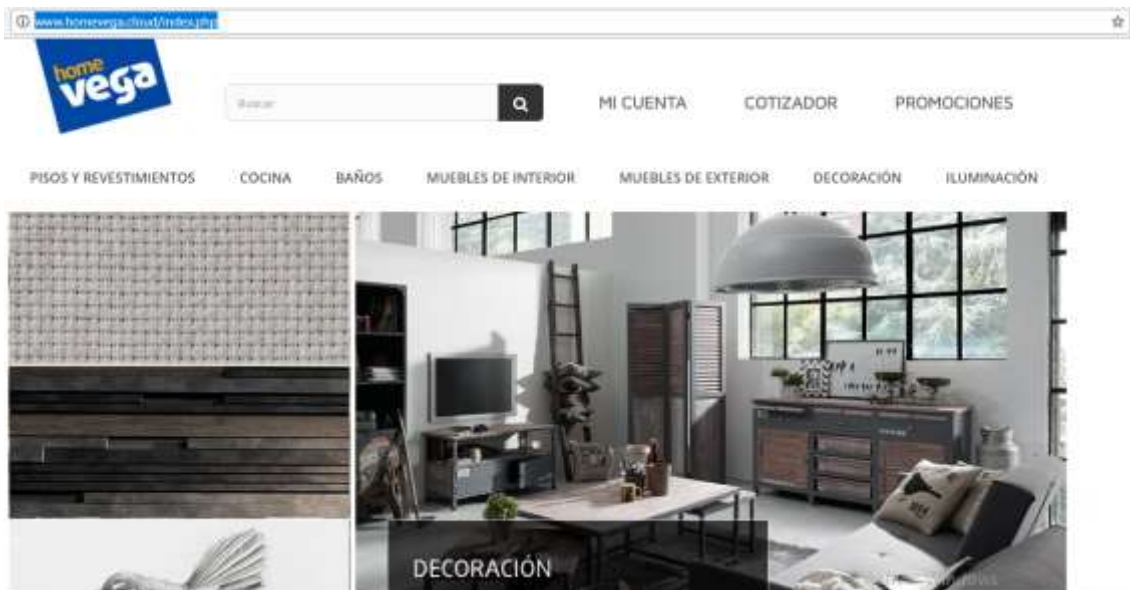 www.homevega.cloud/index.php
home
vega
Buscar
MI CUENTA COTIZADOR PROMOCIONES
PISOS Y REVESTIMIENTOS COCINA BAÑOS MUEBLES DE INTERIOR MUEBLES DE EXTERIOR DECORACIÓN ILUMINACIÓN
DECORACIÓN